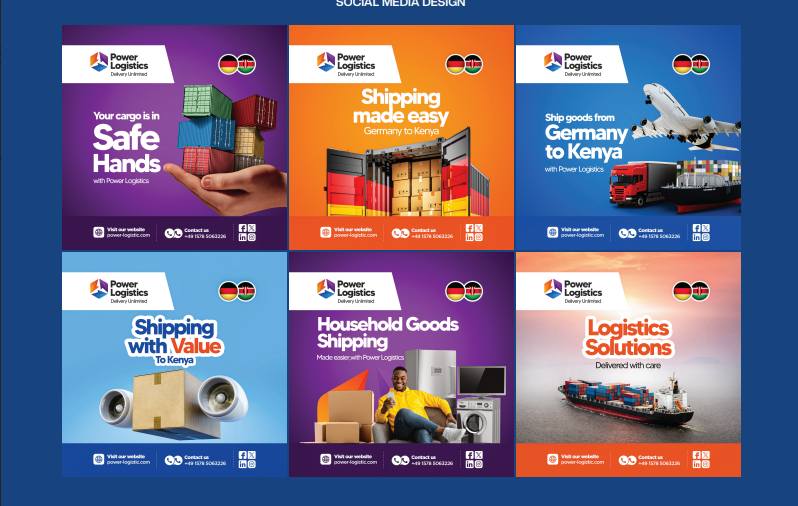 SOCIAL MEDIA DESIGN
Power
Logistics
Delivery Unlimited
Your cargo is in
Safe
Hands
with Power Logistics
Visit our website
power-logistic.com
Contact us
+49 1578 5063226
Power
Logistics
Delivery Unlimited
Shipping
made easy
Germany to Kenya
Visit our website
power-logistic.com
Contact us
+49 1578 5063226
Power
Logistics
Delivery Unlimited
Ship goods from
Germany
to Kenya
with Power Logistics
Visit our website
power-logistic.com
Contact us
+49 1578 5063226
Power
Logistics
Delivery Unlimited
Shipping
with Value
To Kenya
Visit our website
power-logistic.com
Contact us
+49 1578 5063226
Power
Logistics
Delivery Unlimited
Household Goods
Shipping
Made easier with Power Logistics
Visit our website
power-logistic.com
Contact us
+49 1578 5063226
Power
Logistics
Delivery Unlimited
Logistics
Solutions
Delivered with care
Visit our website
power-logistic.com
Contact us
+49 1578 5063226